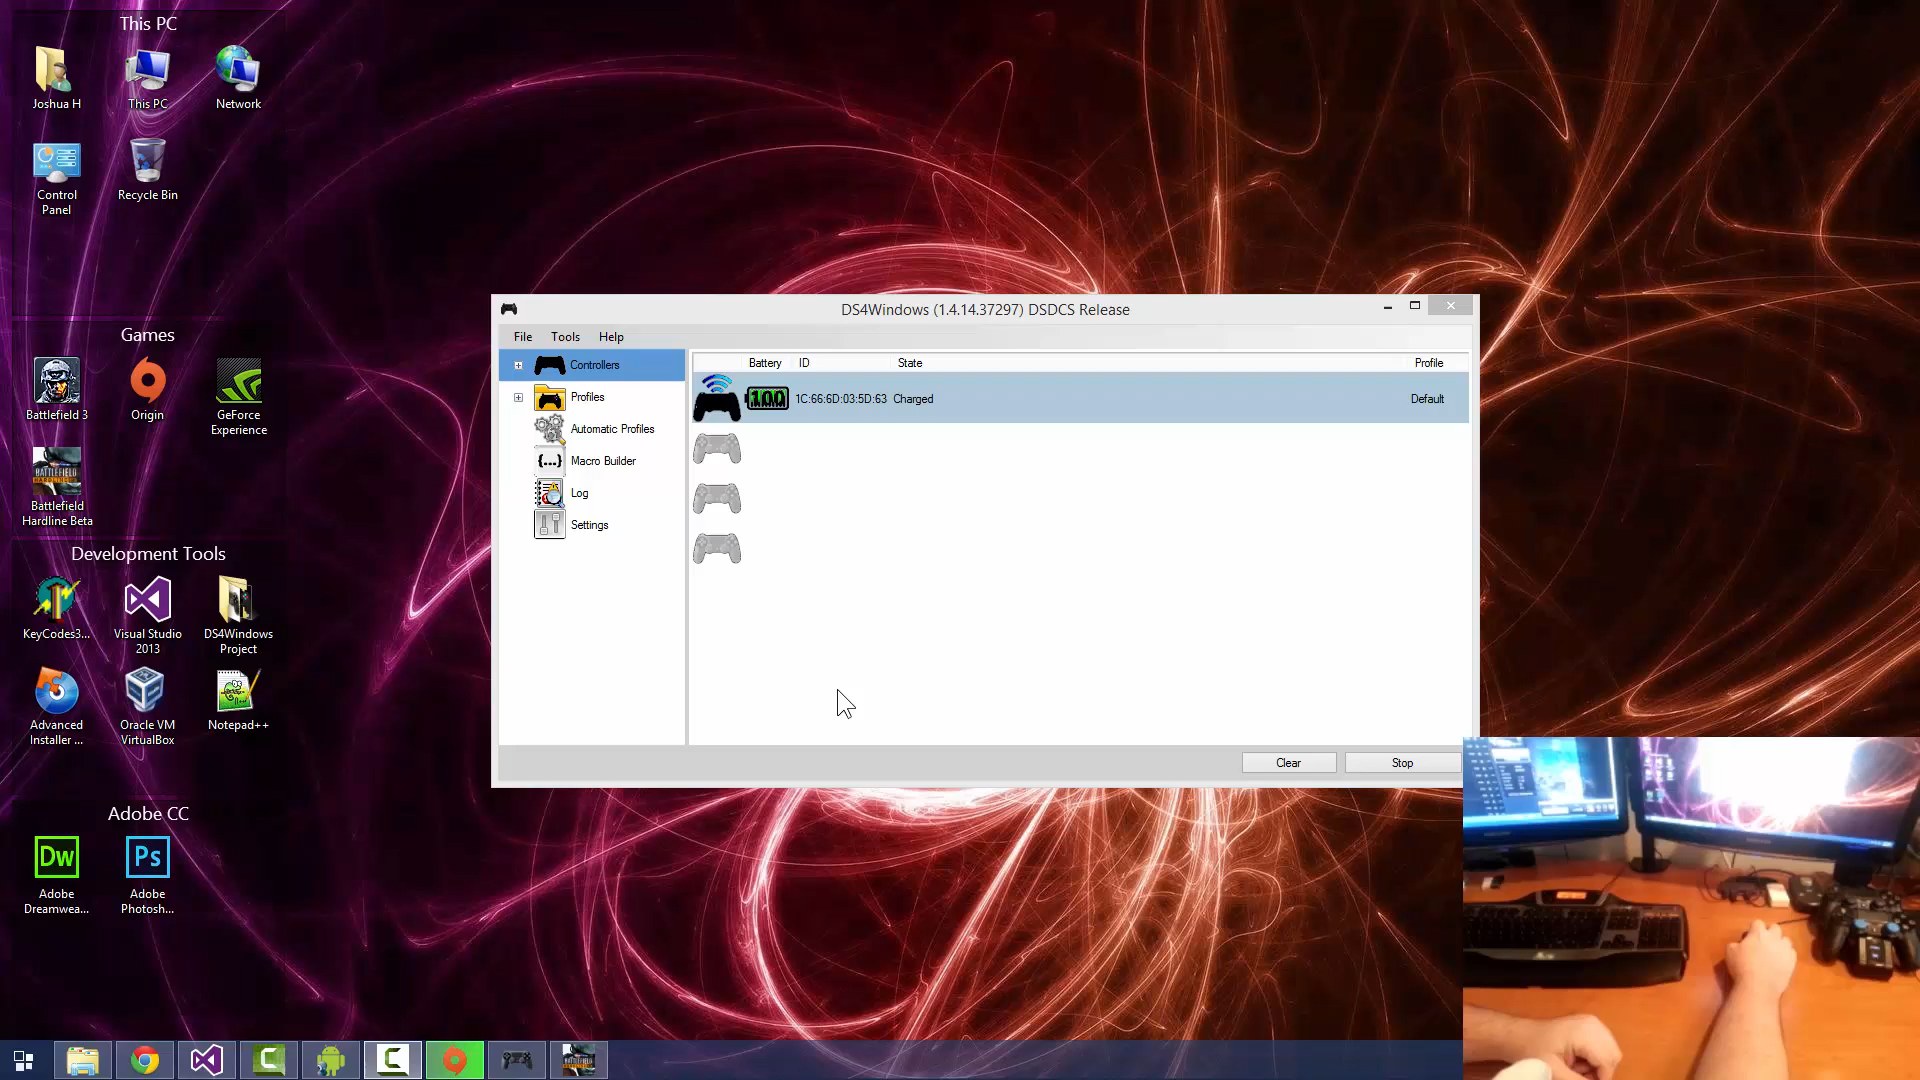 This PC
Joshua H
This PC
Network
Control
Panel
Recycle Bin
Games
Battlefield 3
Origin
GeForce
Experience
Battlefield
Hardline Beta
Development Tools
KeyCodes3...
Visual Studio
2013
DS4Windows
Project
Advanced
Installer ...
Oracle VM
VirtualBox
Notepad++
Adobe CC
Dw
Ps
Adobe
Dreamwea...
Adobe
Photosh...
DS4Windows (1.4.14.37297) DSDCS Release
File Tools Help
Controllers
Profiles
Automatic Profiles
{...} Macro Builder
Log
Settings
Battery ID State Profile
100 1C:66:6D:03:5D:63 Charged Default
Clear Stop